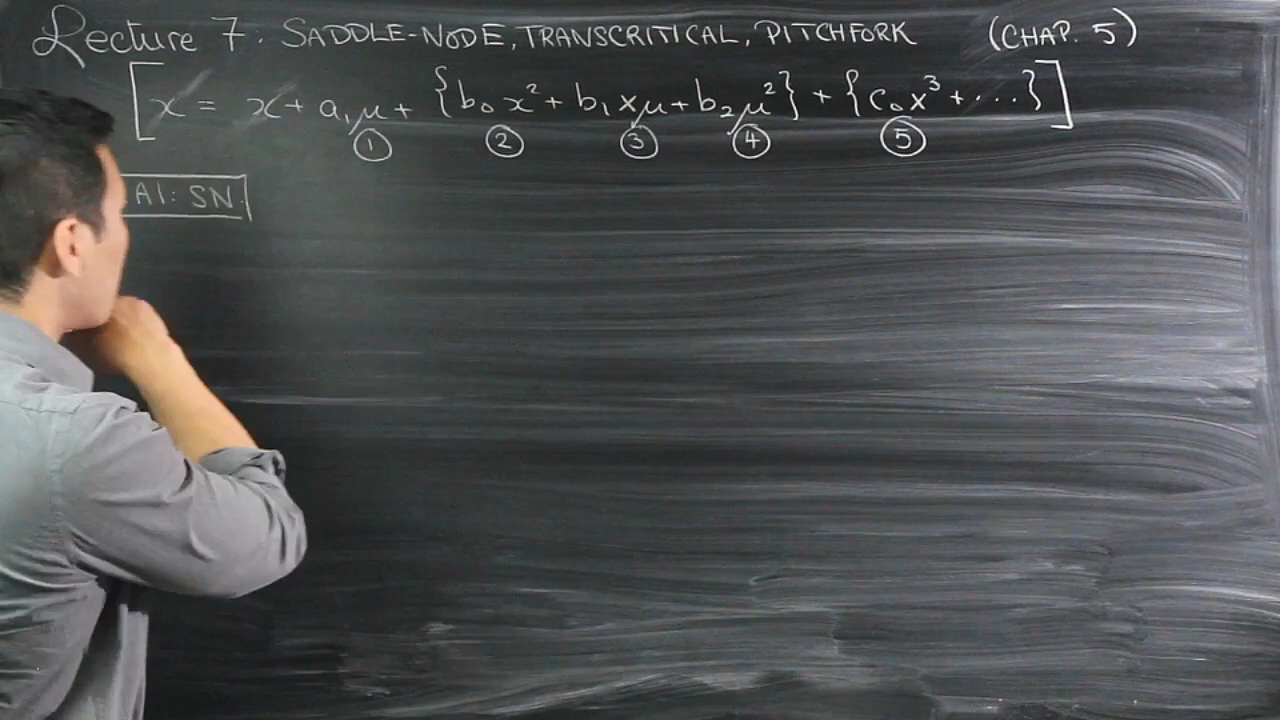 Lecture 7: SADDLE-NODE, TRANSCRITICAL, PITCHFORK (CHAP. 5)
[x = x + a₁μ + {b₀x² + b₁xμ + b₂μ²} + {c₀x³ + ...}]
① ② ③ ④ ⑤
A1: SN.